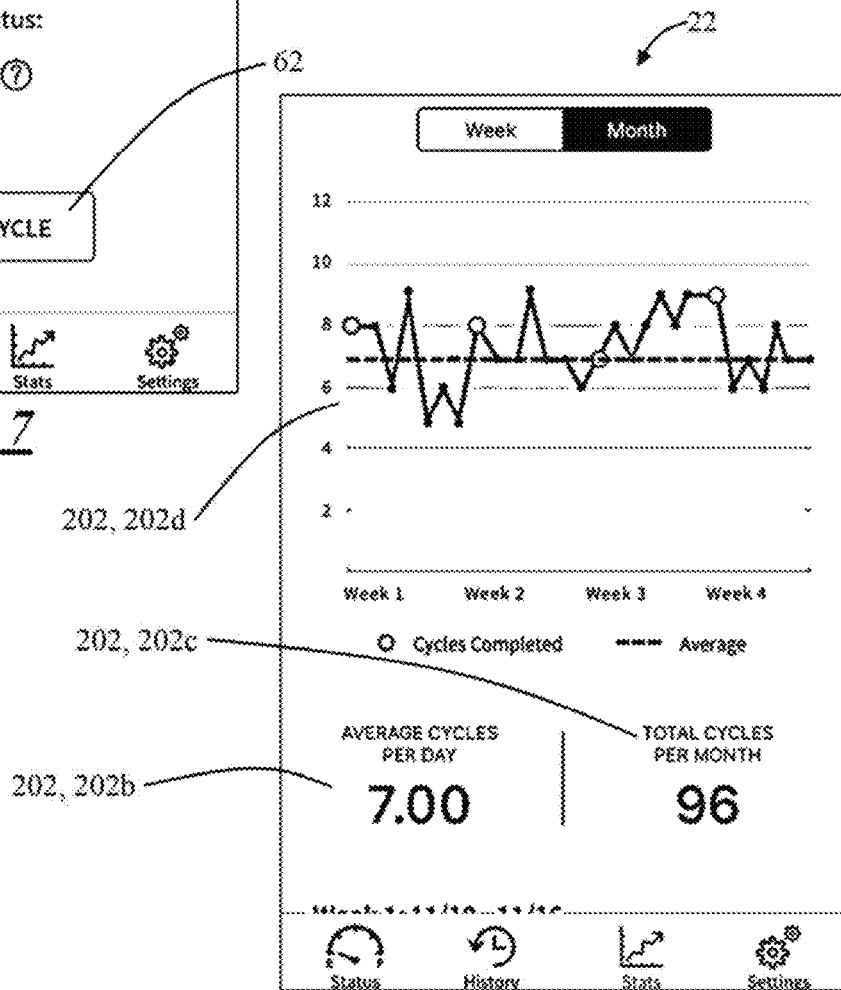 tus:
?
62
YCLE
Stats Settings
7
22
Week Month
12
10
8
6
4
2
Week 1 Week 2 Week 3 Week 4
202, 202d
Cycles Completed Average
202, 202c
AVERAGE CYCLES
PER DAY
7.00
TOTAL CYCLES
PER MONTH
96
202, 202b
Status History Stats Settings